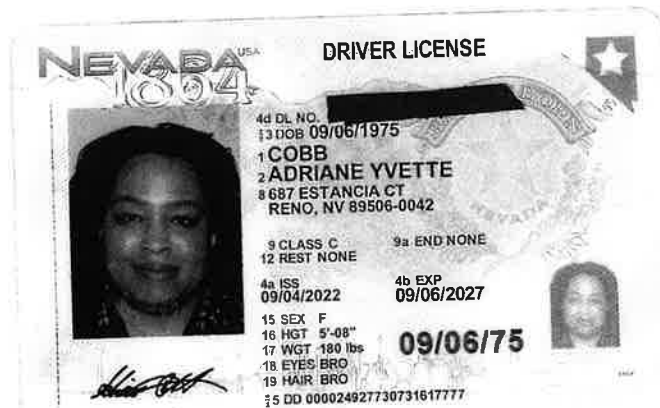 NEVADA USA
1864
DRIVER LICENSE
4d DL NO.
3 DOB 09/06/1975
1 COBB
2 ADRIANE YVETTE
8 687 ESTANCIA CT
RENO, NV 89506-0042
9 CLASS C 9a END NONE
12 REST NONE
4a ISS 4b EXP
09/04/2022 09/06/2027
15 SEX F
16 HGT 5'-08"
17 WGT 180 lbs
09/06/75
18 EYES BRO
19 HAIR BRO
5 DD 000024927730731617777